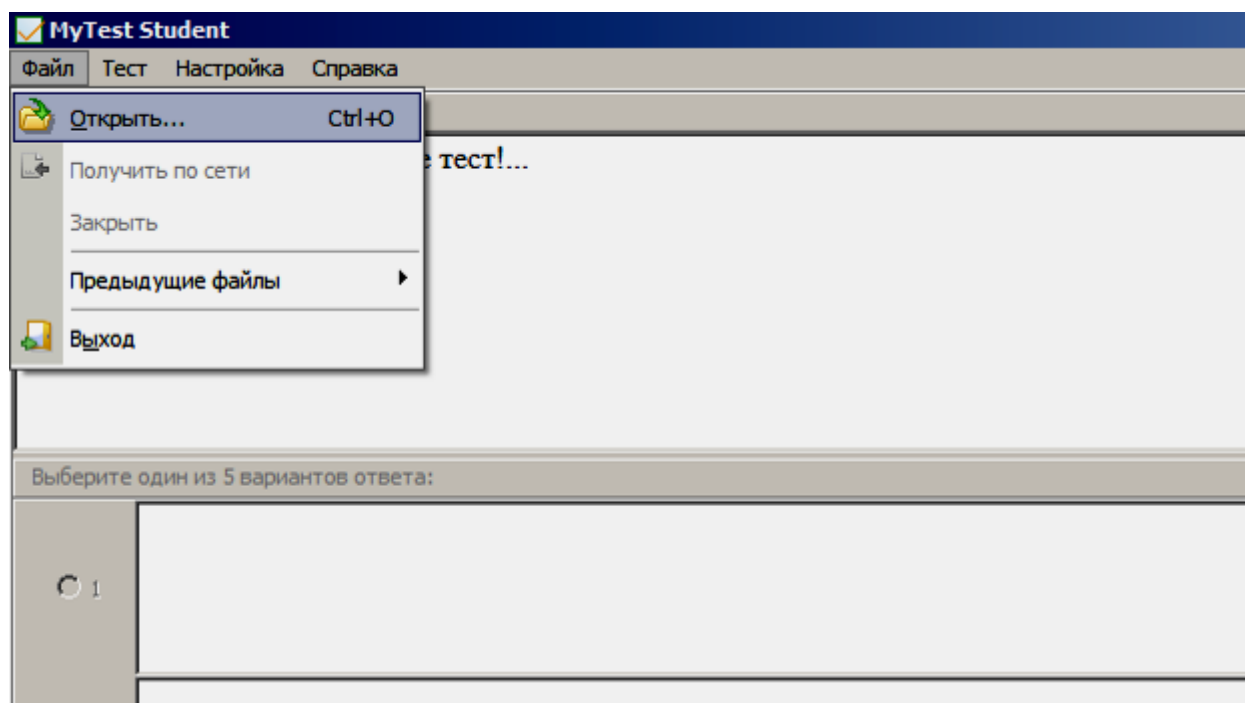 MyTest Student
Файл Тест Настройка Справка
Открыть... Ctrl+O
тест!...
Получить по сети
Закрыть
Предыдущие файлы
Выход
Выберите один из 5 вариантов ответа:
1